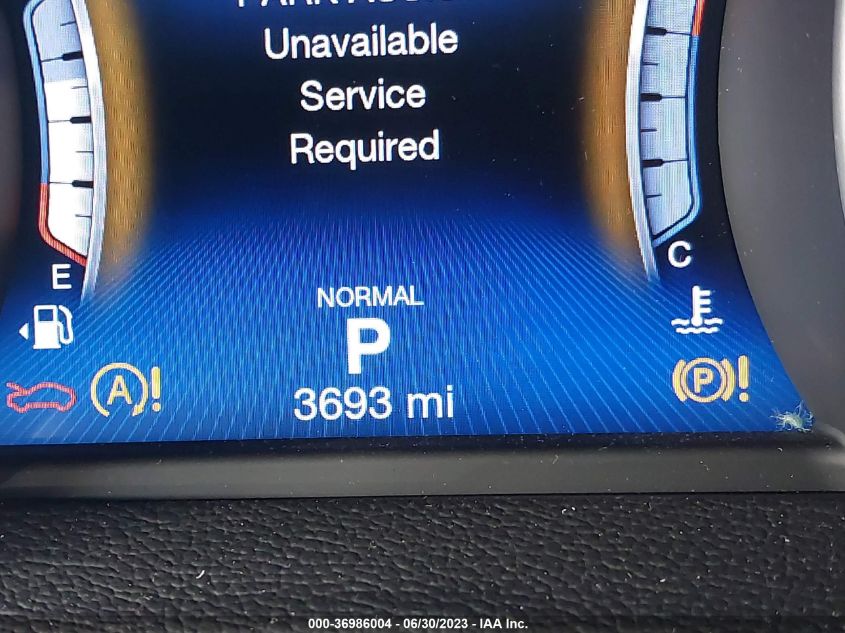 Unavailable
Service
Required
E
C
NORMAL
P
A!
P!
3693 mi
000-36986004 - 06/30/2023 - IAA Inc.